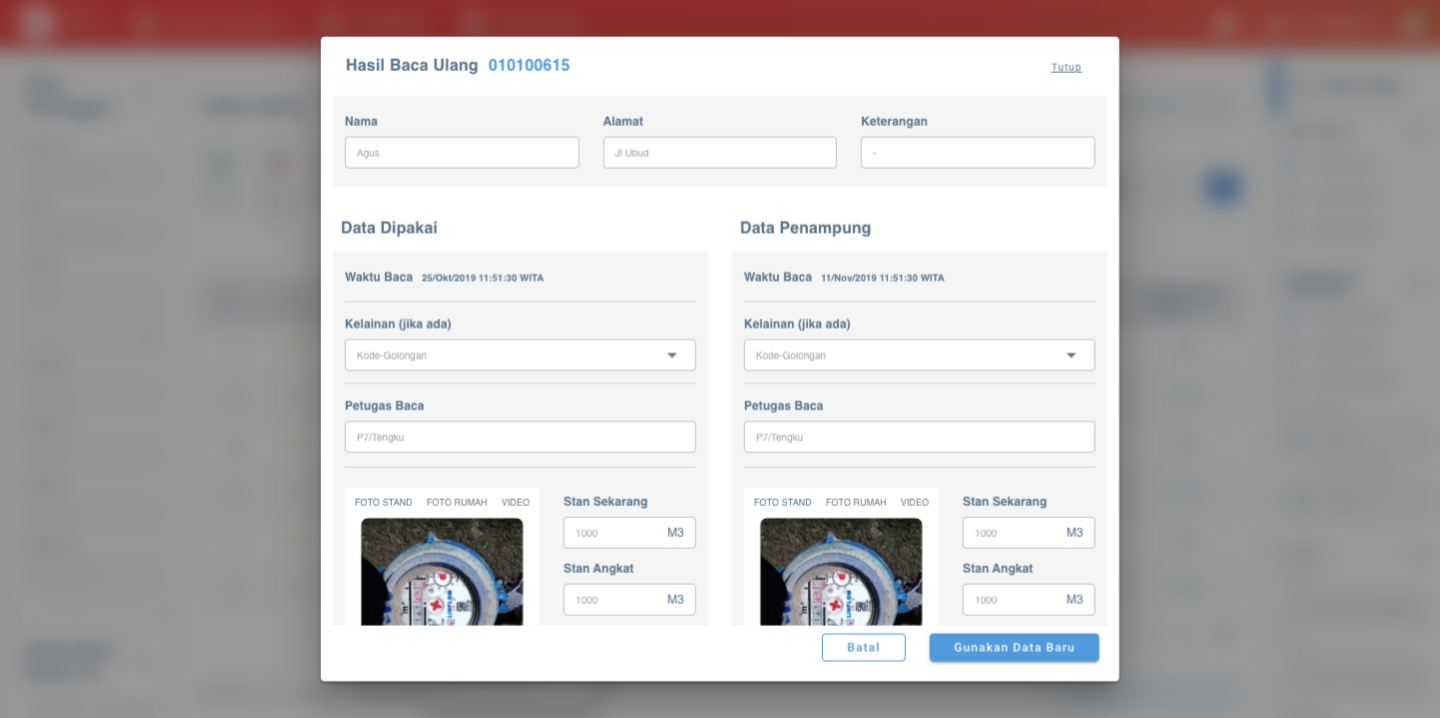 Hasil Baca Ulang 010100615
Tutup
Nama
Alamat
Keterangan
Agus
Jl Ubud
-
Data Dipakai
Data Penampung
Waktu Baca 25/Okt/2019 11:51:30 WITA
Waktu Baca 11/Nov/2019 11:51:30 WITA
Kelainan (jika ada)
Kelainan (jika ada)
Kode-Golongan
Kode-Golongan
Petugas Baca
Petugas Baca
P7/Tengku
P7/Tengku
FOTO STAND FOTO RUMAH VIDEO
Stan Sekarang
FOTO STAND FOTO RUMAH VIDEO
Stan Sekarang
1000 M3
1000 M3
Stan Angkat
Stan Angkat
1000 M3
1000 M3
Batal
Gunakan Data Baru